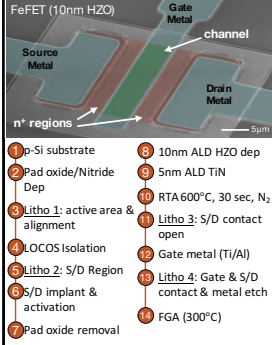 FeFET (10nm HZO)
Gate
Metal
channel
Source
Metal
Drain
Metal
n⁺ regions
5μm
1 p-Si substrate
2 Pad oxide/Nitride
Dep
3 Litho 1: active area &
alignment
4 LOCOS Isolation
5 Litho 2: S/D Region
6 S/D implant &
activation
7 Pad oxide removal
8 10nm ALD HZO dep
9 5nm ALD TiN
10 RTA 600°C, 30 sec, N₂
11 Litho 3: S/D contact
open
12 Gate metal (Ti/Al)
13 Litho 4: Gate & S/D
contact & metal etch
14 FGA (300°C)